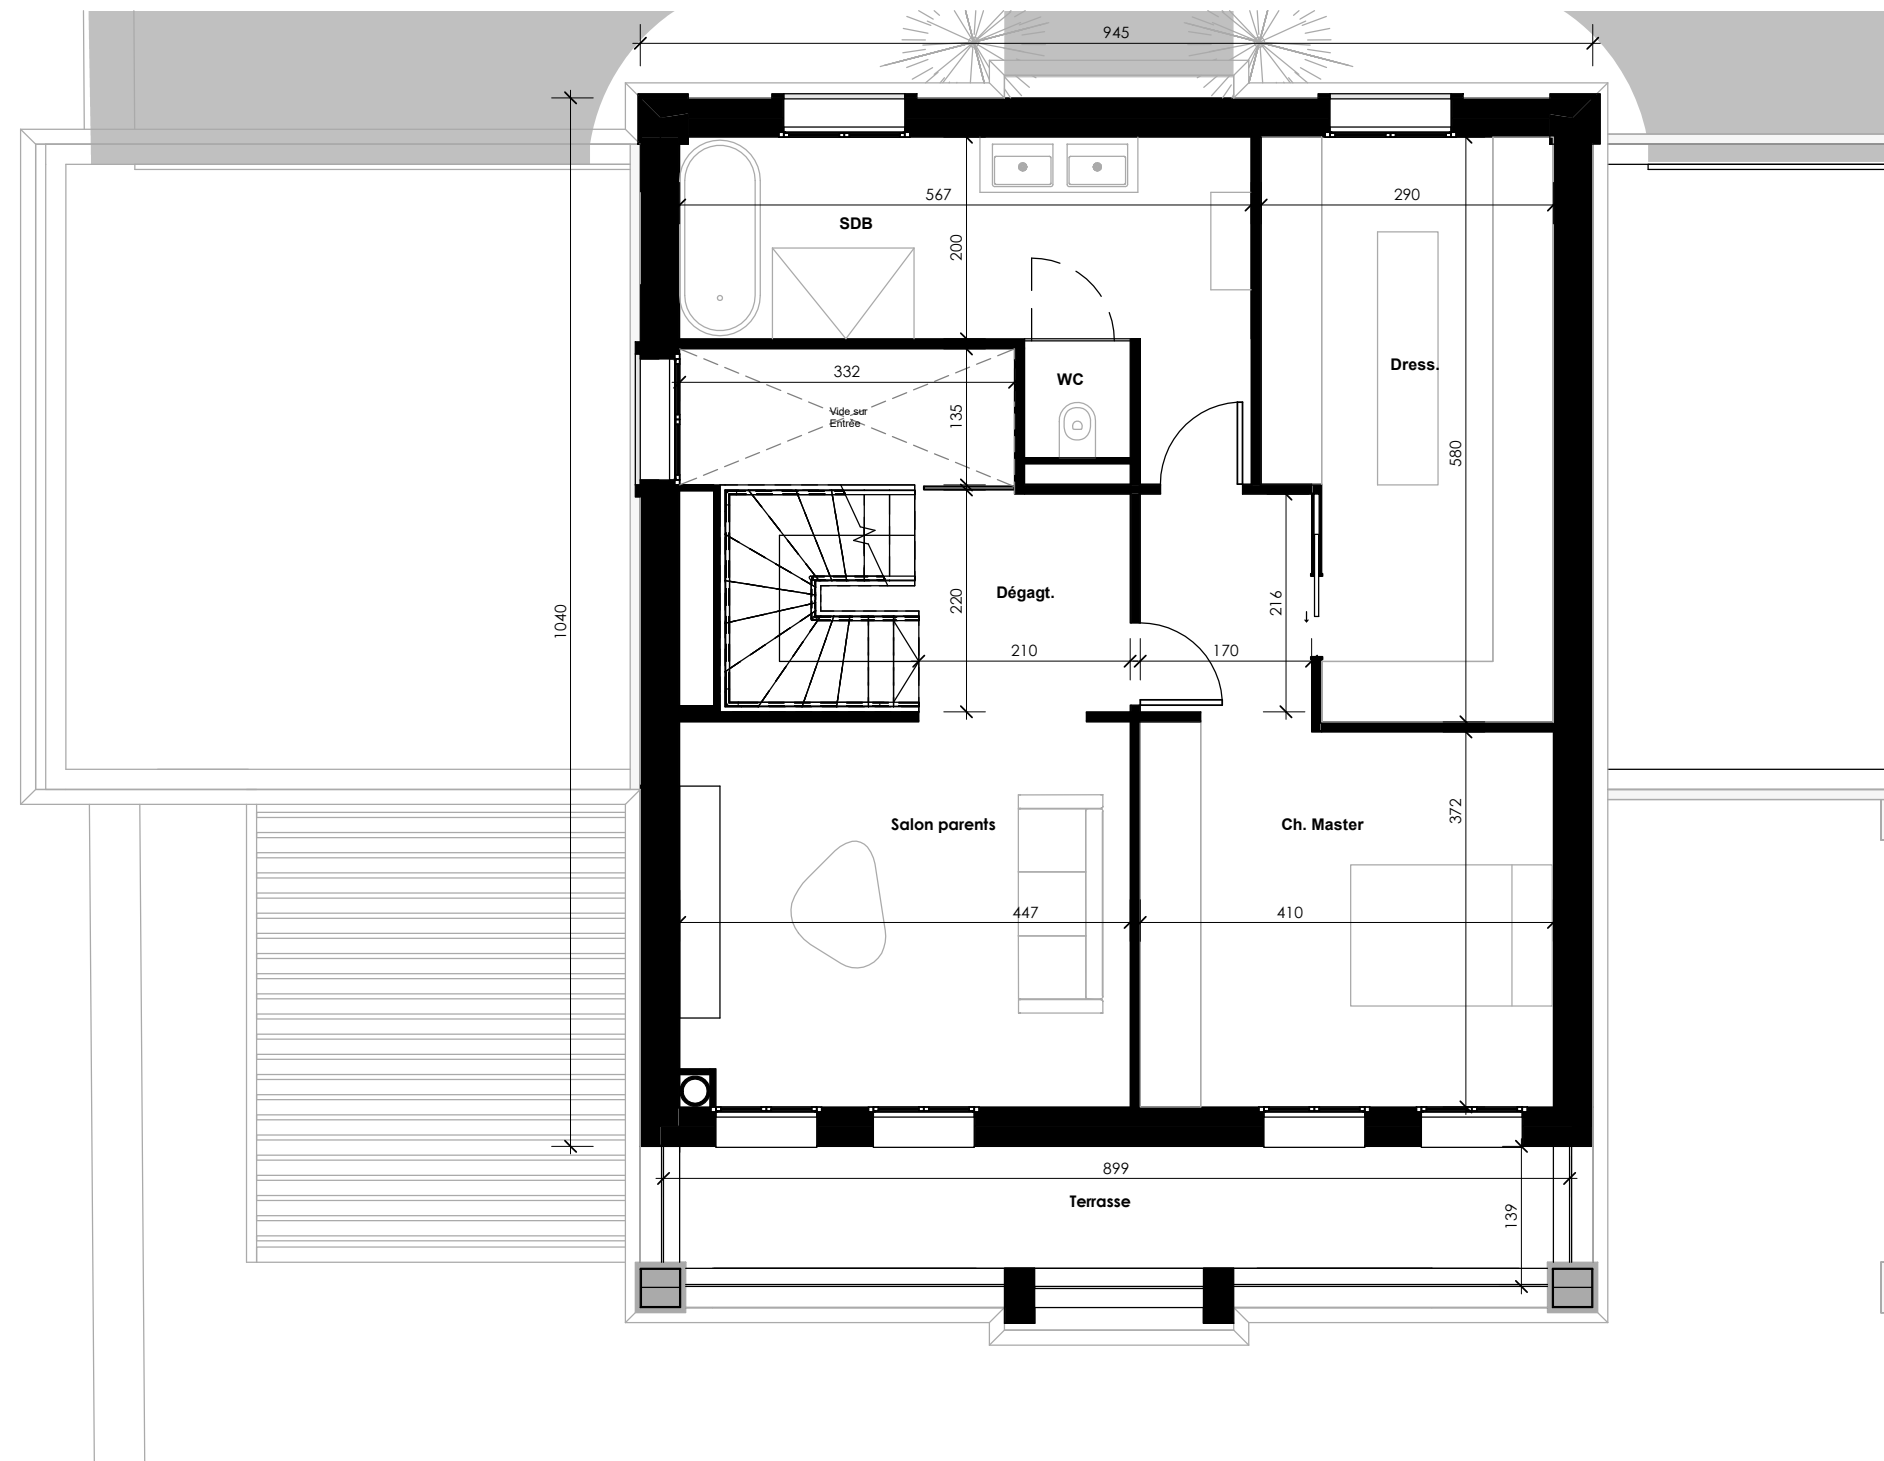 945
567
290
SDB
200
332
135
Vide sur
Entrée
WC
Dress.
580
1040
220
Dégagt.
216
210
170
Salon parents
Ch. Master
372
447
410
899
Terrasse
139